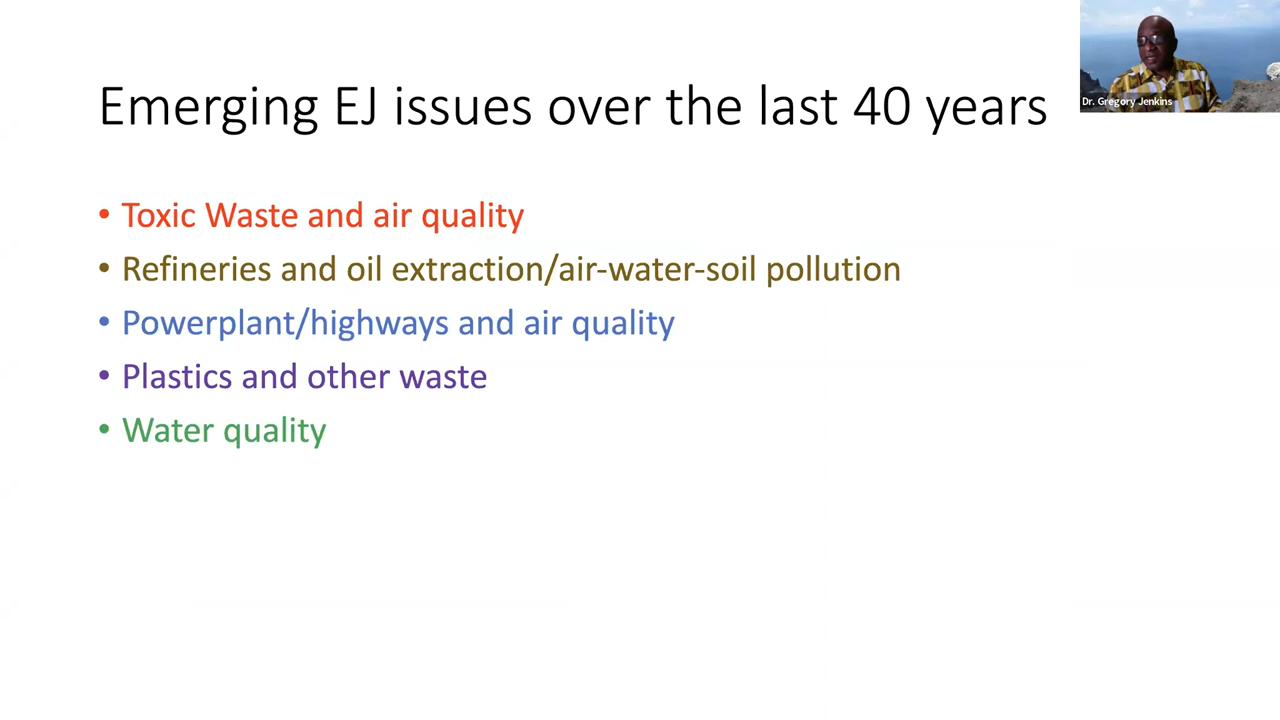 Emerging EJ issues over the last 40 years
Dr. Gregory Jenkins
• Toxic Waste and air quality
• Refineries and oil extraction/air-water-soil pollution
• Powerplant/highways and air quality
• Plastics and other waste
• Water quality